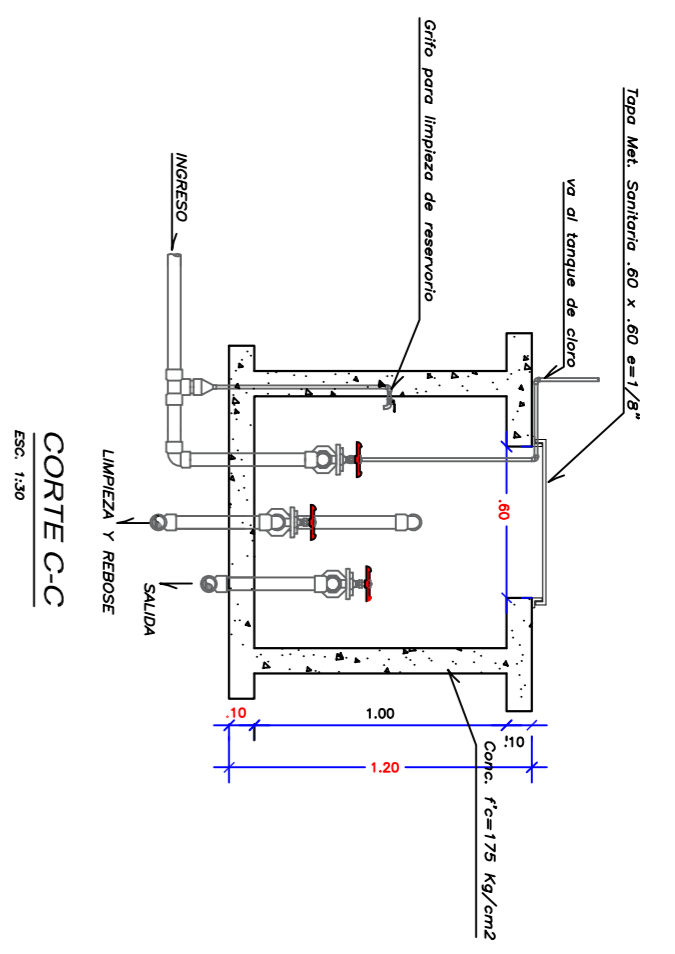 Tapa Met. Sanitaria .60 x .60 e=1/8"
va al tanque de cloro
Grifo para limpieza de reservorio
INGRESO
.60
.10
1.00
.10
1.20
Conc. f'c=175 Kg/cm2
SALIDA
LIMPIEZA Y REBOSE
CORTE C-C
ESC. 1:30